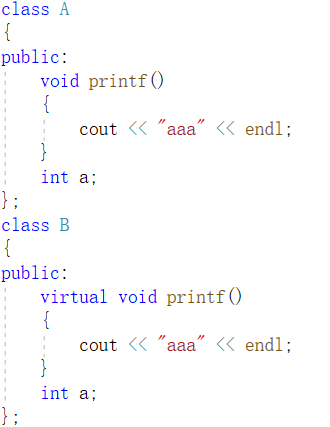 class A
{
public:
    void printf()
    {
        cout << "aaa" << endl;
    }
    int a;
};
class B
{
public:
    virtual void printf()
    {
        cout << "aaa" << endl;
    }
    int a;
};